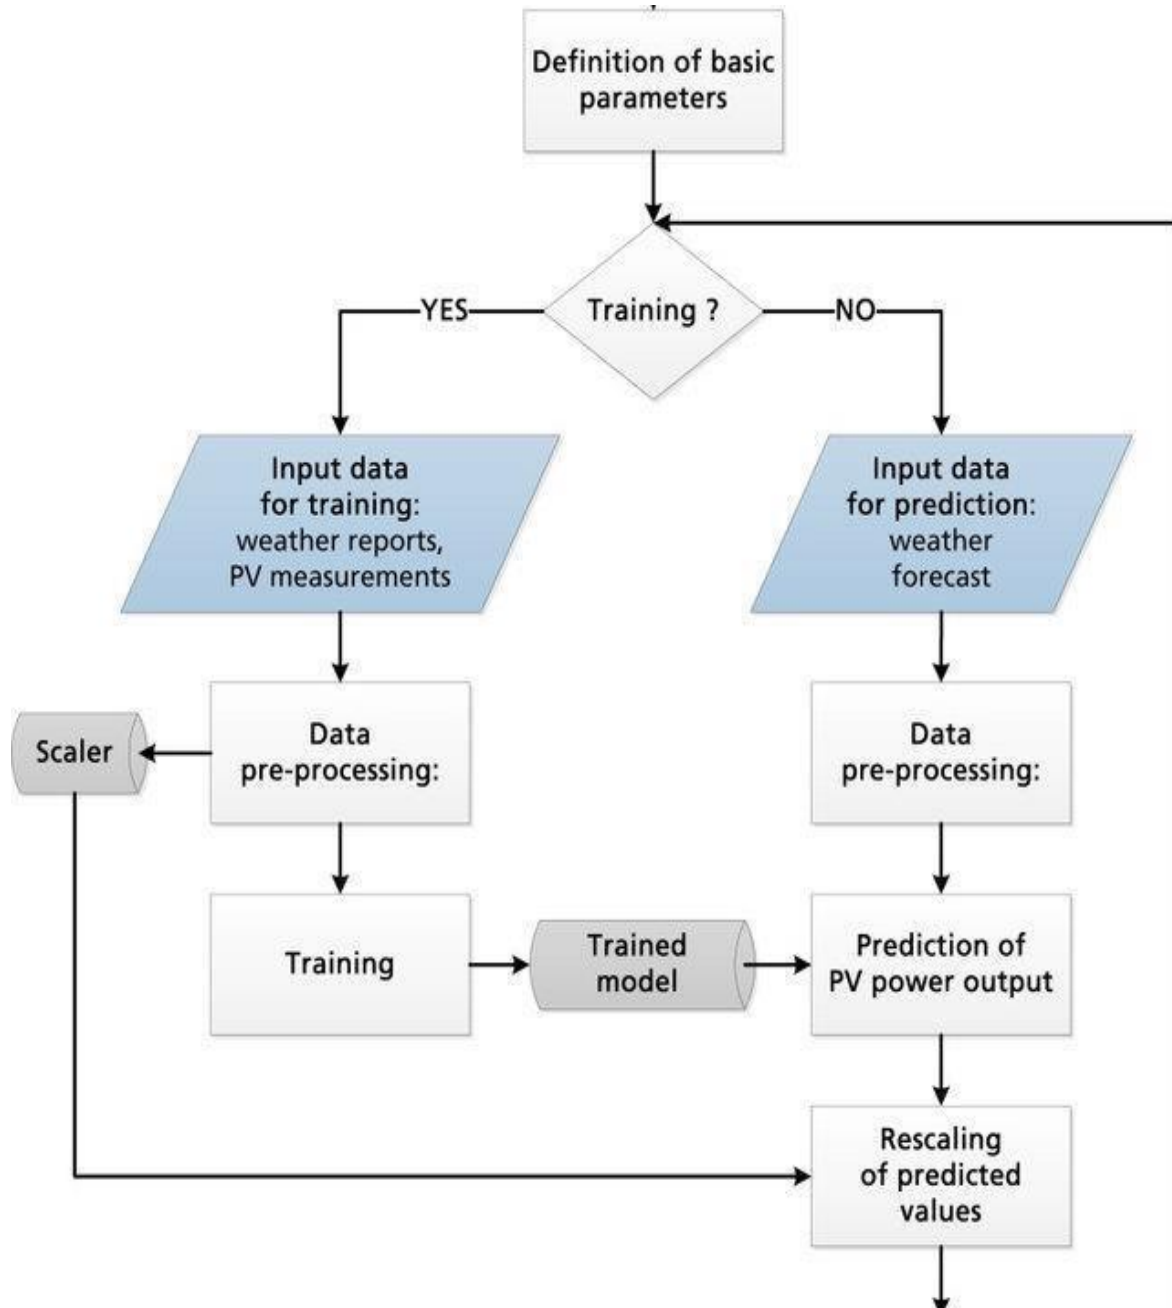 Definition of basic
parameters
YES
Training ?
NO
Input data
for training:
weather reports,
PV measurements
Input data
for prediction:
weather
forecast
Scaler
Data
pre-processing:
Data
pre-processing:
Training
Trained
model
Prediction of
PV power output
Rescaling
of predicted
values